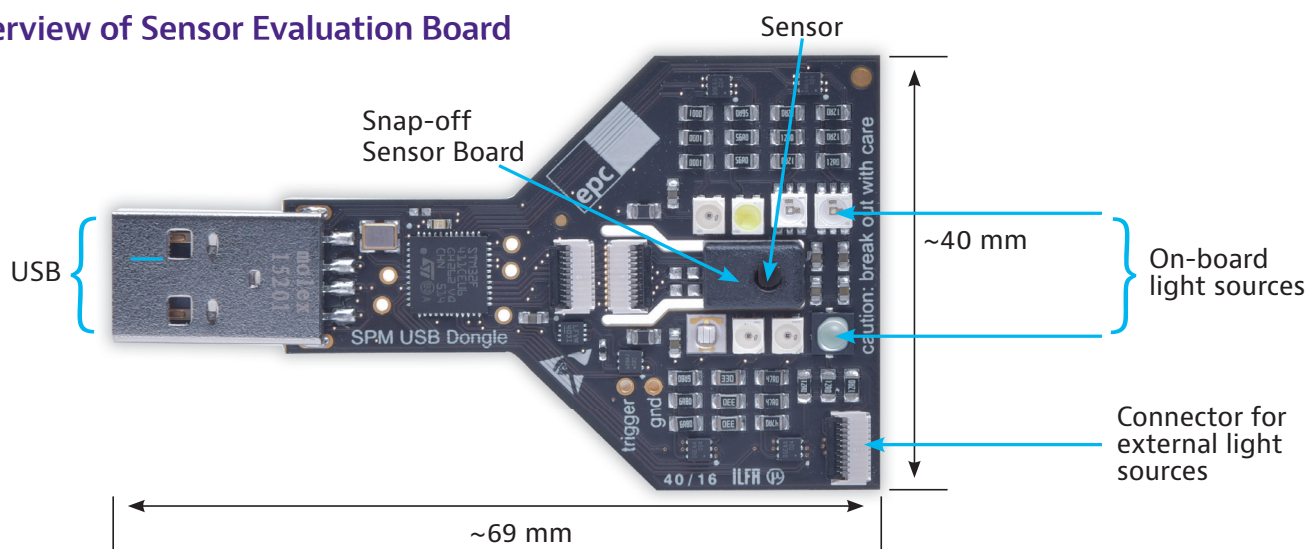 erview of Sensor Evaluation Board
Sensor
Snap-off
Sensor Board
epc
caution: break out with care
~40 mm
On-board
light sources
USB
molex
15201
STM32F
SPM USB Dongle
trigger
gnd
Connector for
external light
sources
40/16 ILFA
~69 mm